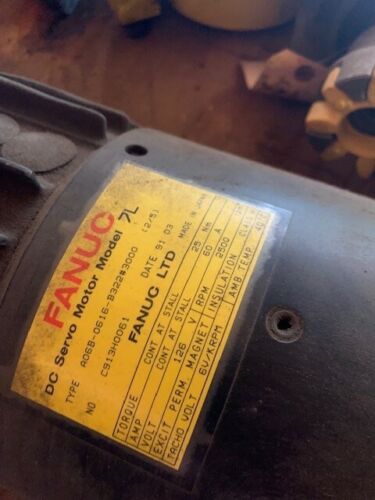 FANUC
DC Servo Motor Model 7L
TYPE A06B-0616-B322#3000 (2/5)
NO C913H0061 DATE 91.03
FANUC LTD MADE IN JAPAN
TORQUE CONT AT STALL 25 Nm
AMP CONT AT STALL 60 A
VOLT 126 V RPM 2500
EXCIT PERM. MAGNET INSULATION
TACHO VOLT 6V/KRPM AMB TEMP 40